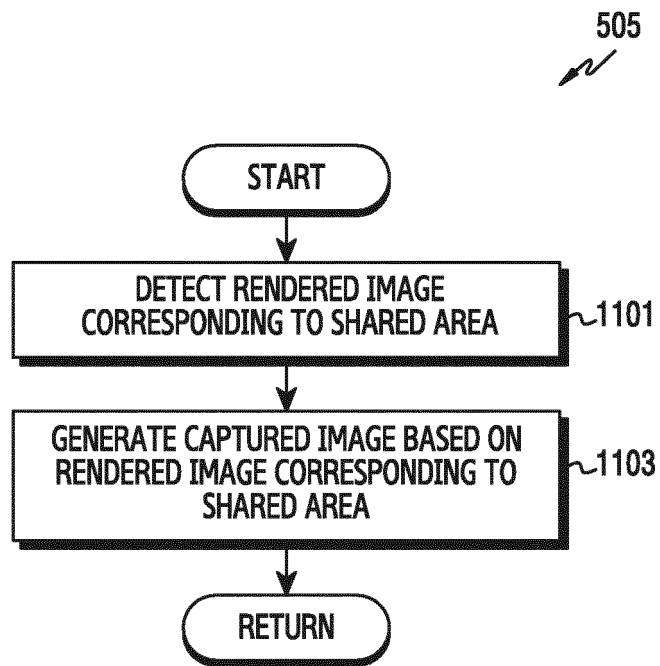 505
START
DETECT RENDERED IMAGE
CORRESPONDING TO SHARED AREA
1101
GENERATE CAPTURED IMAGE BASED ON
RENDERED IMAGE CORRESPONDING TO
SHARED AREA
1103
RETURN